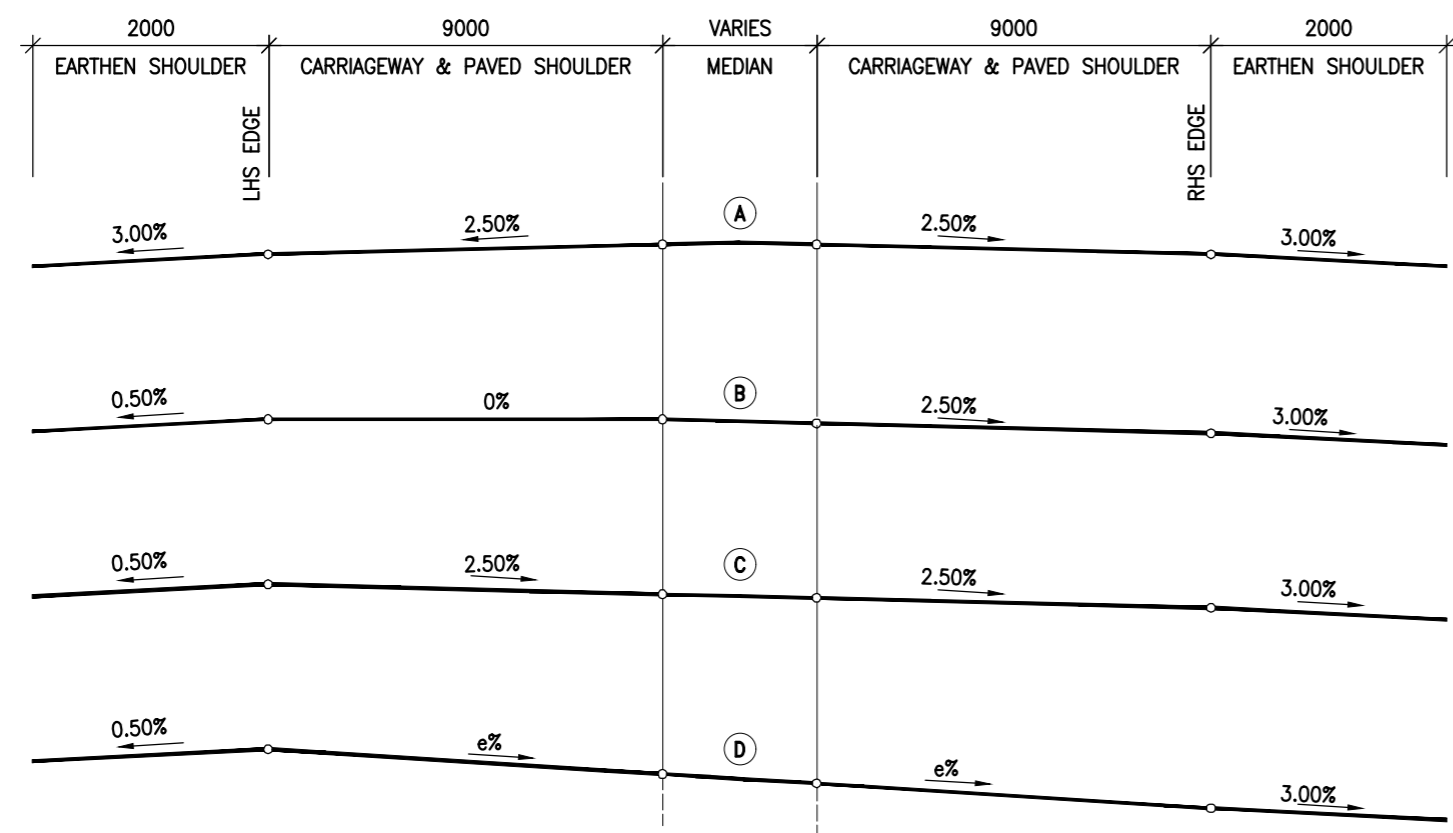 2000 9000 VARIES 9000 2000
EARTHEN SHOULDER CARRIAGEWAY & PAVED SHOULDER MEDIAN CARRIAGEWAY & PAVED SHOULDER EARTHEN SHOULDER
LHS EDGE RHS EDGE
3.00% 2.50% A 2.50% 3.00%
0.50% 0% B 2.50% 3.00%
0.50% 2.50% C 2.50% 3.00%
0.50% e% D e% 3.00%